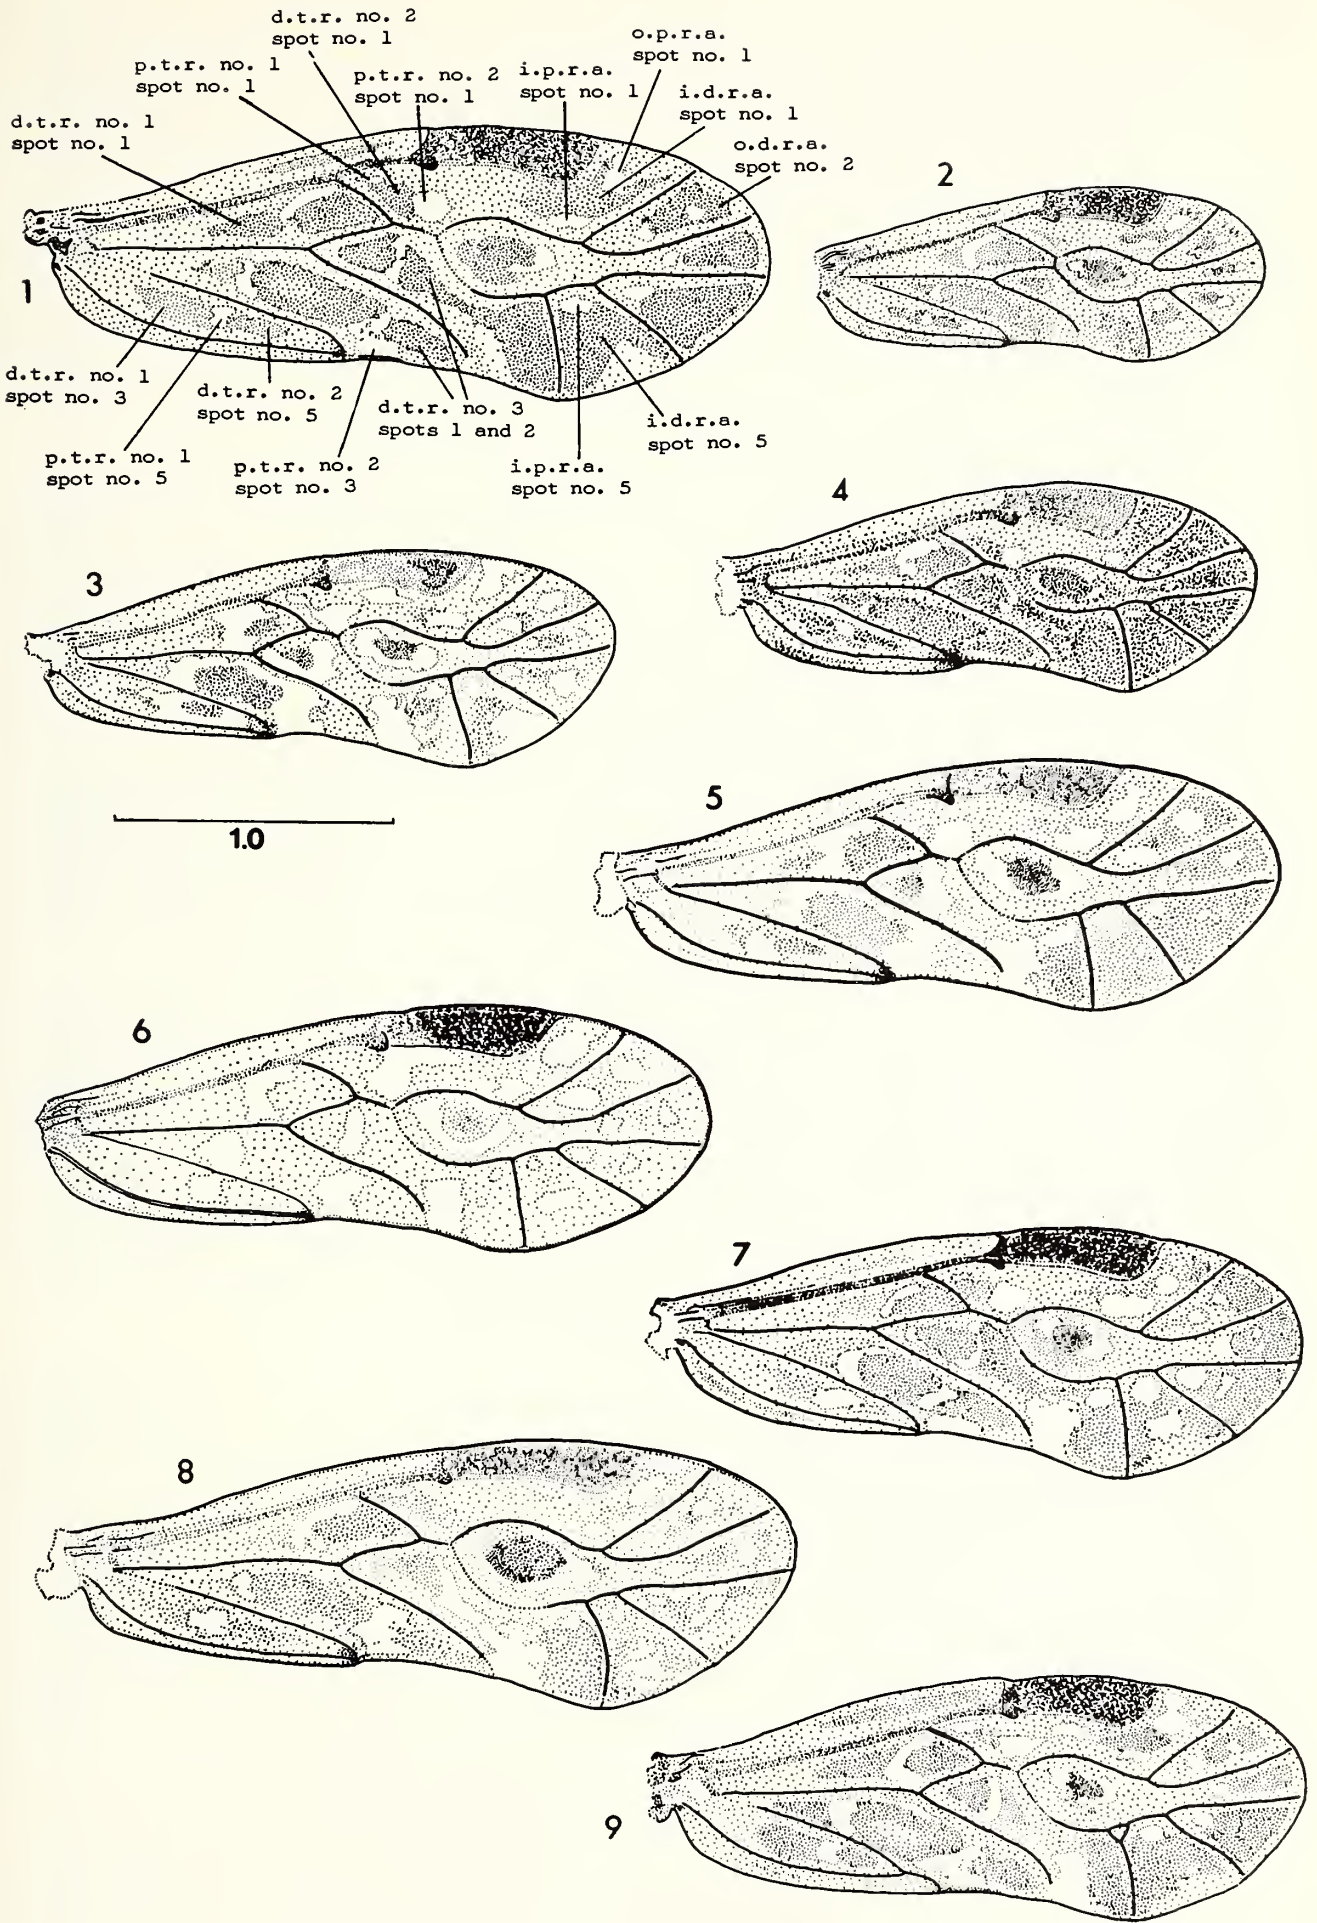 d.t.r. no. 2
spot no. 1
o.p.r.a.
spot no. 1
p.t.r. no. 1
spot no. 1
p.t.r. no. 2
spot no. 1
i.p.r.a.
spot no. 1
i.d.r.a.
spot no. 1
d.t.r. no. 1
spot no. 1
o.d.r.a.
spot no. 2
2
1
d.t.r. no. 1
spot no. 3
d.t.r. no. 2
spot no. 5
d.t.r. no. 3
spots 1 and 2
i.d.r.a.
spot no. 5
p.t.r. no. 1
spot no. 5
p.t.r. no. 2
spot no. 3
i.p.r.a.
spot no. 5
4
3
5
1.0
6
7
8
9